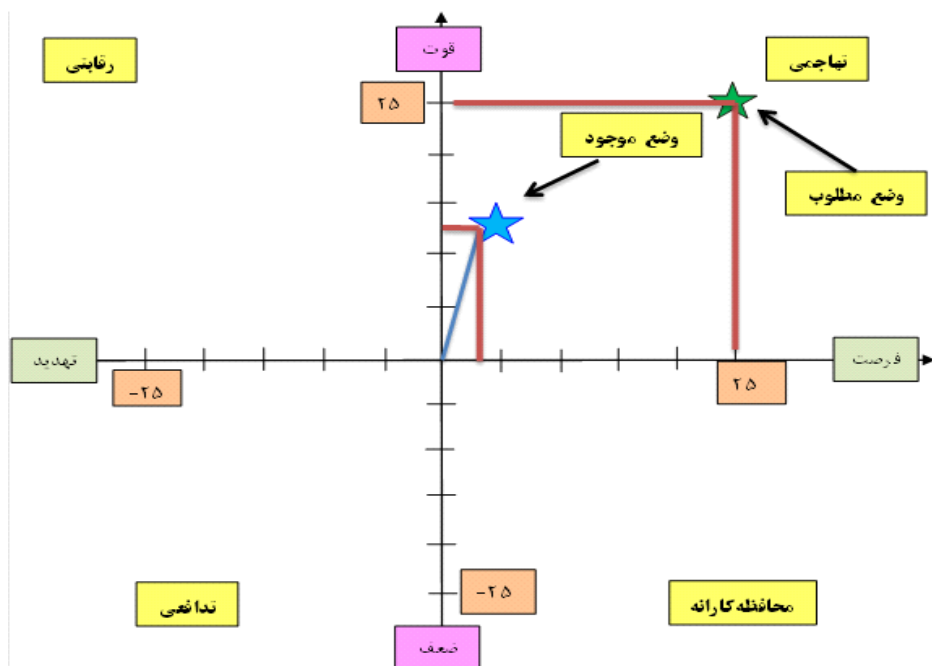 قوت
رقابتی
تهاجمی
۲۵
وضع موجود
وضع مطلوب
تهدید
فرصت
-۲۵
۲۵
-۲۵
تدافعی
محافظه‌کارانه
ضعف